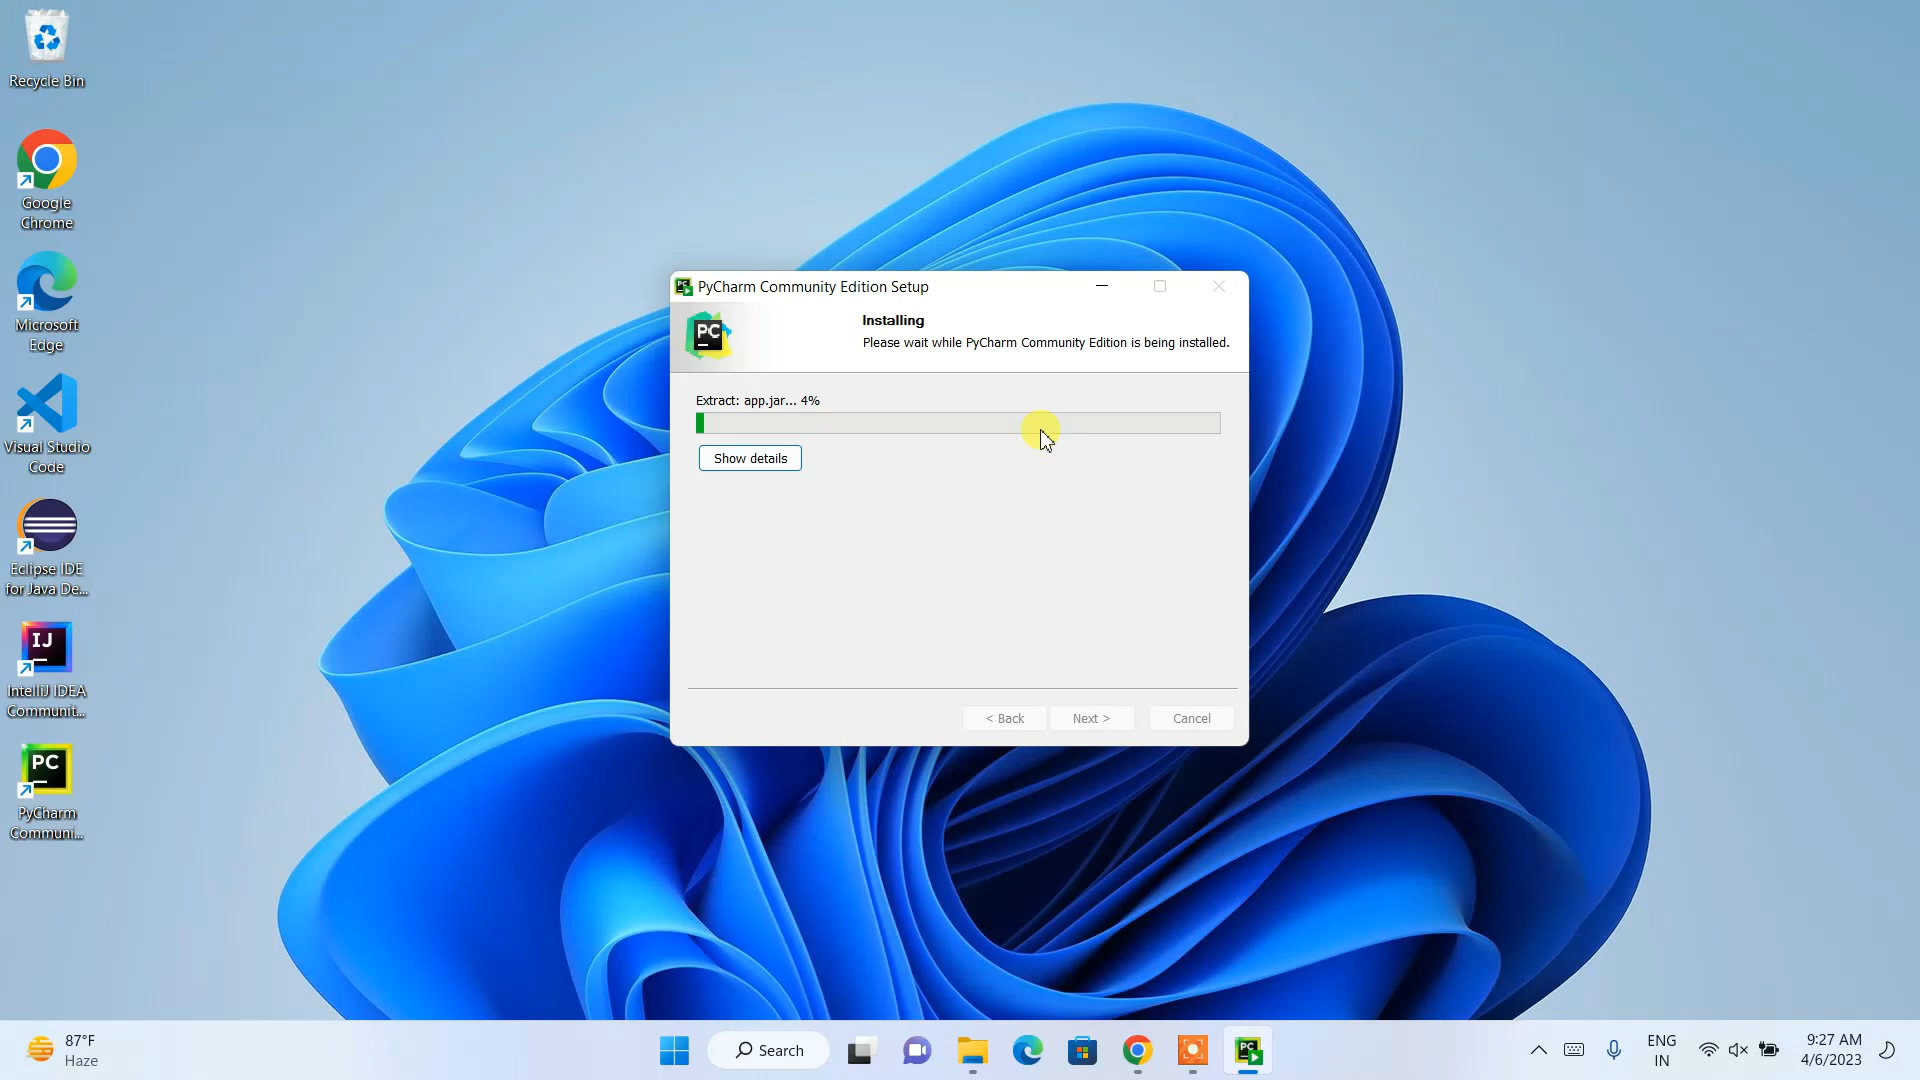 Recycle Bin
Google
Chrome
Microsoft
Edge
Visual Studio
Code
Eclipse IDE
for Java De...
IJ
IntelliJ IDEA
Communit...
PC
PyCharm
Communi...
PC
PyCharm Community Edition Setup
PC
Installing
Please wait while PyCharm Community Edition is being installed.
Extract: app.jar... 4%
Show details
< Back
Next >
Cancel
87°F
Haze
Search
PC
ENG
IN
9:27 AM
4/6/2023